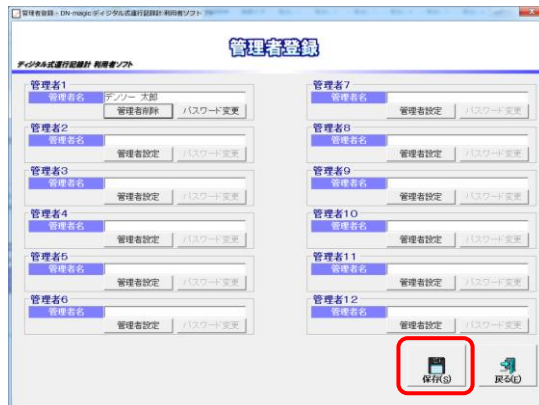 管理者登録 - DN-magic ディジタル式運行記録計 利用者ソフト
管理者登録
ディジタル式運行記録計 利用者ソフト
管理者1
管理者名 デンソー 太郎
管理者削除 パスワード変更
管理者2
管理者名
管理者設定 パスワード変更
管理者3
管理者名
管理者設定 パスワード変更
管理者4
管理者名
管理者設定 パスワード変更
管理者5
管理者名
管理者設定 パスワード変更
管理者6
管理者名
管理者設定 パスワード変更
管理者7
管理者名
管理者設定 パスワード変更
管理者8
管理者名
管理者設定 パスワード変更
管理者9
管理者名
管理者設定 パスワード変更
管理者10
管理者名
管理者設定 パスワード変更
管理者11
管理者名
管理者設定 パスワード変更
管理者12
管理者名
管理者設定 パスワード変更
保存(S) 戻る(E)